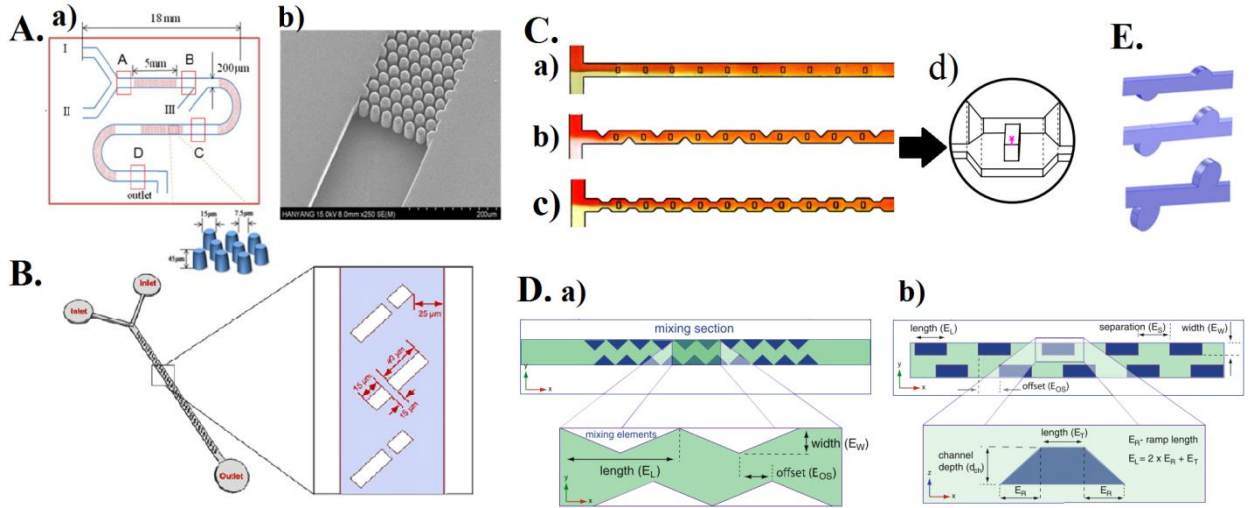 A.
a)
18mm
I
A
5mm
B
200μm
II
III
D
C
outlet
15μm
7.5μm
45μm
b)
HANYANG 15.0kV 8.0mm x250 SE(M)
200um
B.
Inlet
Inlet
Outlet
25 μm
40 μm
15 μm
15 μm
C.
a)
b)
c)
d)
D.
a)
mixing section
y
x
mixing elements
width (EW)
length (EL)
offset (EOS)
y
x
b)
length (EL)
separation (ES)
width (EW)
y
x
offset (EOS)
length (ET)
channel
depth (dch)
ER- ramp length
EL= 2 x ER + ET
z
x
ER
ER
E.